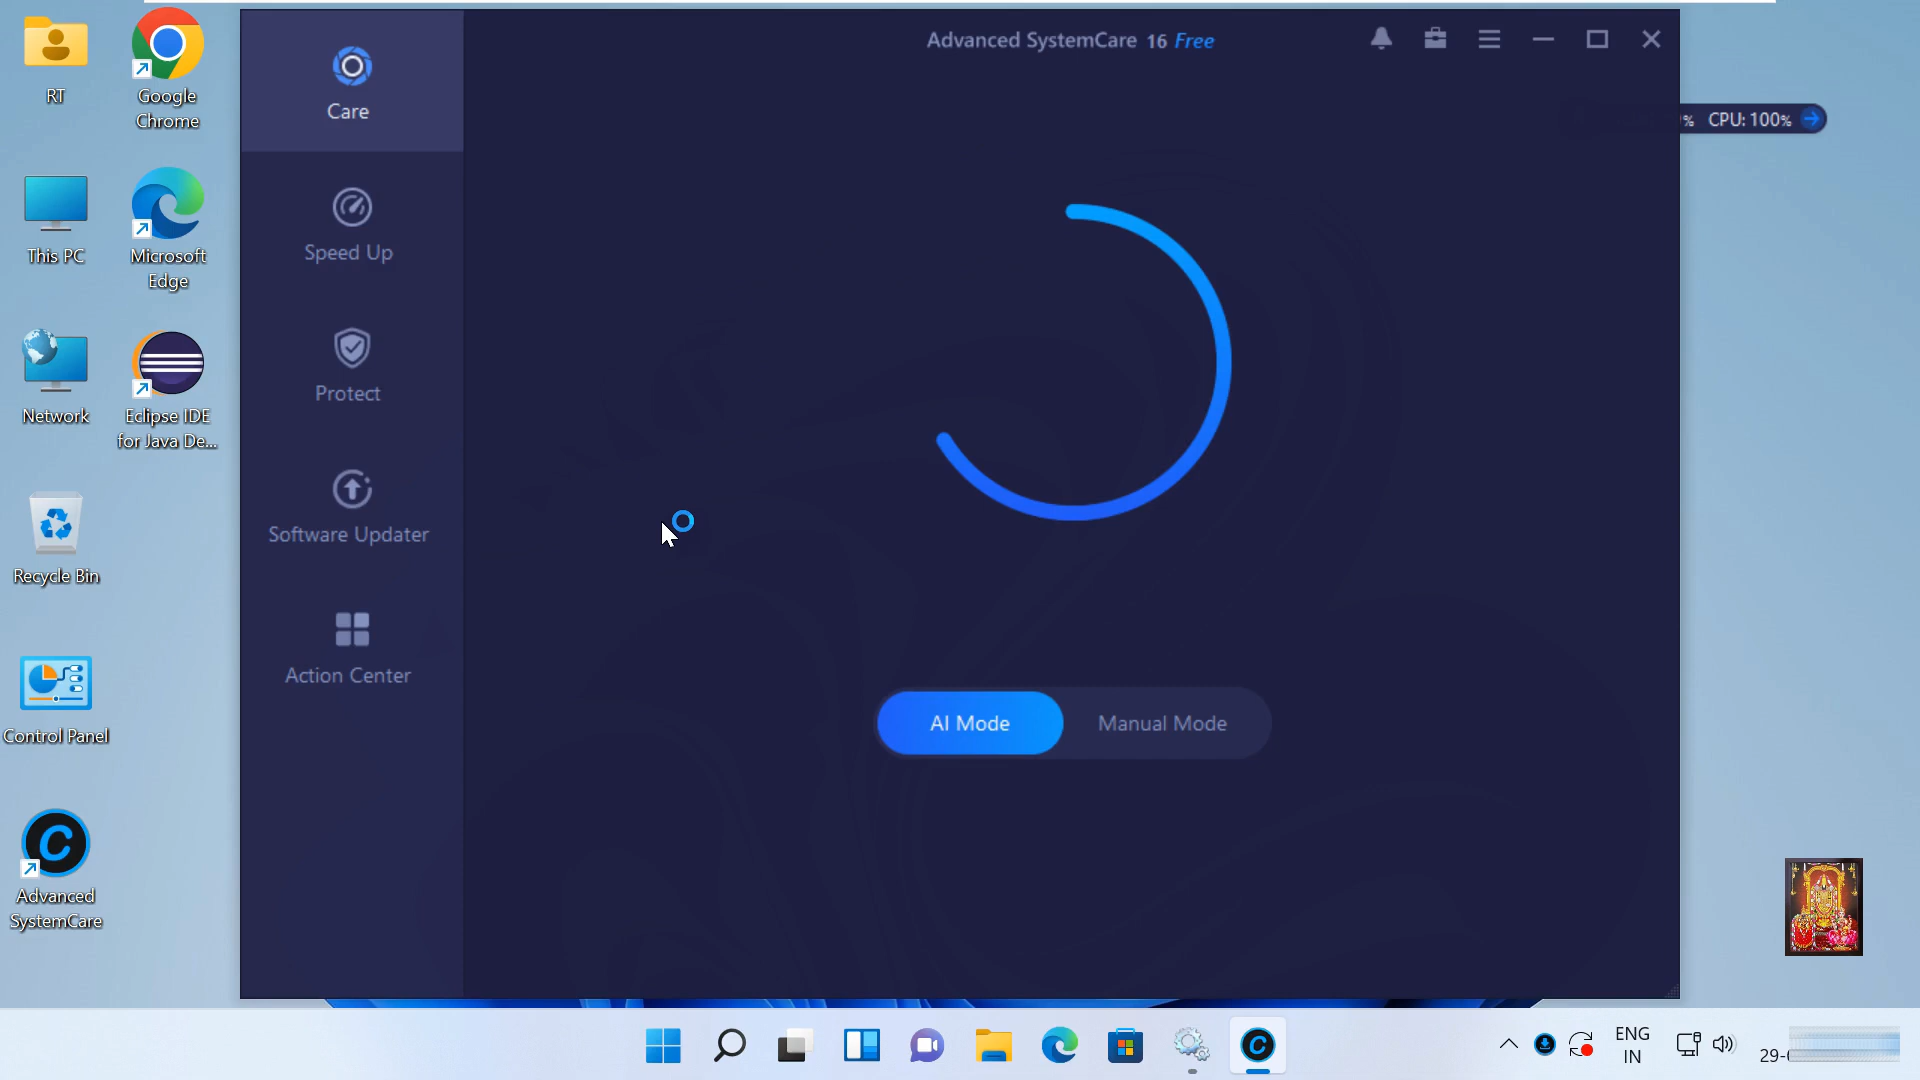 RT
Google
Chrome
This PC
Microsoft
Edge
Network
Eclipse IDE
for Java De...
Recycle Bin
Control Panel
Advanced
SystemCare
Advanced SystemCare 16 Free
Care
Speed Up
Protect
Software Updater
Action Center
AI Mode
Manual Mode
% CPU: 100%
ENG
IN
29-